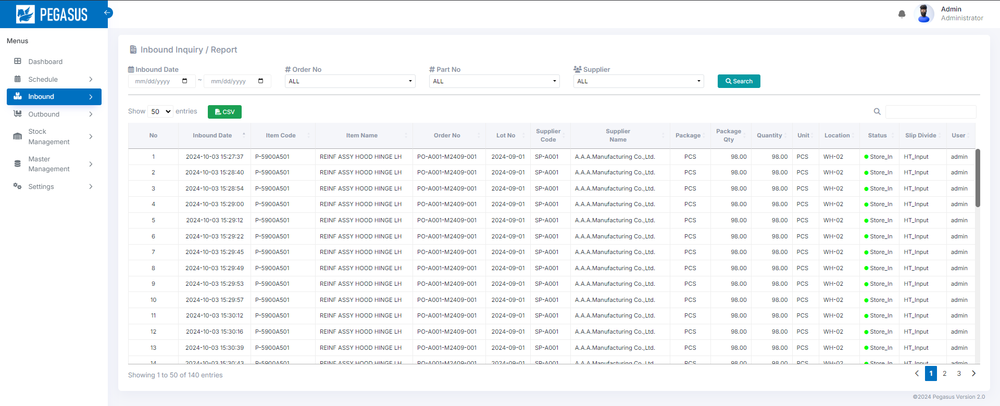 PEGASUS
Admin
Administrator
Menus
Dashboard
Schedule
Inbound
Outbound
Stock
Management
Master
Management
Settings
Inbound Inquiry / Report
Inbound Date # Order No # Part No Supplier
mm/dd/yyyy ~ mm/dd/yyyy ALL ALL ALL Search
Show 50 entries CSV
No Inbound Date Item Code Item Name Order No Lot No Supplier Code Supplier Name Package Package Qty Quantity Unit Location Status Slip Divide User
1 2024-10-03 15:27:37 P-5900A501 REINF ASSY HOOD HINGE LH PO-A001-M2409-001 2024-09-01 SP-A001 A.A.A.Manufacturing Co.,Ltd. PCS 98.00 98.00 PCS WH-02 Store_In HT_Input admin
2 2024-10-03 15:28:40 P-5900A501 REINF ASSY HOOD HINGE LH PO-A001-M2409-001 2024-09-01 SP-A001 A.A.A.Manufacturing Co.,Ltd. PCS 98.00 98.00 PCS WH-02 Store_In HT_Input admin
3 2024-10-03 15:28:54 P-5900A501 REINF ASSY HOOD HINGE LH PO-A001-M2409-001 2024-09-01 SP-A001 A.A.A.Manufacturing Co.,Ltd. PCS 98.00 98.00 PCS WH-02 Store_In HT_Input admin
4 2024-10-03 15:29:00 P-5900A501 REINF ASSY HOOD HINGE LH PO-A001-M2409-001 2024-09-01 SP-A001 A.A.A.Manufacturing Co.,Ltd. PCS 98.00 98.00 PCS WH-02 Store_In HT_Input admin
5 2024-10-03 15:29:12 P-5900A501 REINF ASSY HOOD HINGE LH PO-A001-M2409-001 2024-09-01 SP-A001 A.A.A.Manufacturing Co.,Ltd. PCS 98.00 98.00 PCS WH-02 Store_In HT_Input admin
6 2024-10-03 15:29:22 P-5900A501 REINF ASSY HOOD HINGE LH PO-A001-M2409-001 2024-09-01 SP-A001 A.A.A.Manufacturing Co.,Ltd. PCS 98.00 98.00 PCS WH-02 Store_In HT_Input admin
7 2024-10-03 15:29:45 P-5900A501 REINF ASSY HOOD HINGE LH PO-A001-M2409-001 2024-09-01 SP-A001 A.A.A.Manufacturing Co.,Ltd. PCS 98.00 98.00 PCS WH-02 Store_In HT_Input admin
8 2024-10-03 15:29:49 P-5900A501 REINF ASSY HOOD HINGE LH PO-A001-M2409-001 2024-09-01 SP-A001 A.A.A.Manufacturing Co.,Ltd. PCS 98.00 98.00 PCS WH-02 Store_In HT_Input admin
9 2024-10-03 15:29:53 P-5900A501 REINF ASSY HOOD HINGE LH PO-A001-M2409-001 2024-09-01 SP-A001 A.A.A.Manufacturing Co.,Ltd. PCS 98.00 98.00 PCS WH-02 Store_In HT_Input admin
10 2024-10-03 15:29:57 P-5900A501 REINF ASSY HOOD HINGE LH PO-A001-M2409-001 2024-09-01 SP-A001 A.A.A.Manufacturing Co.,Ltd. PCS 98.00 98.00 PCS WH-02 Store_In HT_Input admin
11 2024-10-03 15:30:12 P-5900A501 REINF ASSY HOOD HINGE LH PO-A001-M2409-001 2024-09-01 SP-A001 A.A.A.Manufacturing Co.,Ltd. PCS 98.00 98.00 PCS WH-02 Store_In HT_Input admin
12 2024-10-03 15:30:16 P-5900A501 REINF ASSY HOOD HINGE LH PO-A001-M2409-001 2024-09-01 SP-A001 A.A.A.Manufacturing Co.,Ltd. PCS 98.00 98.00 PCS WH-02 Store_In HT_Input admin
13 2024-10-03 15:30:39 P-5900A501 REINF ASSY HOOD HINGE LH PO-A001-M2409-001 2024-09-01 SP-A001 A.A.A.Manufacturing Co.,Ltd. PCS 98.00 98.00 PCS WH-02 Store_In HT_Input admin
14 2024-10-03 15:30:43 P-5900A501 REINF ASSY HOOD HINGE LH PO-A001-M2409-001 2024-09-01 SP-A001 A.A.A.Manufacturing Co.,Ltd. PCS 98.00 98.00 PCS WH-02 Store_In HT_Input admin
Showing 1 to 50 of 140 entries
1 2 3
©2024 Pegasus Version 2.0